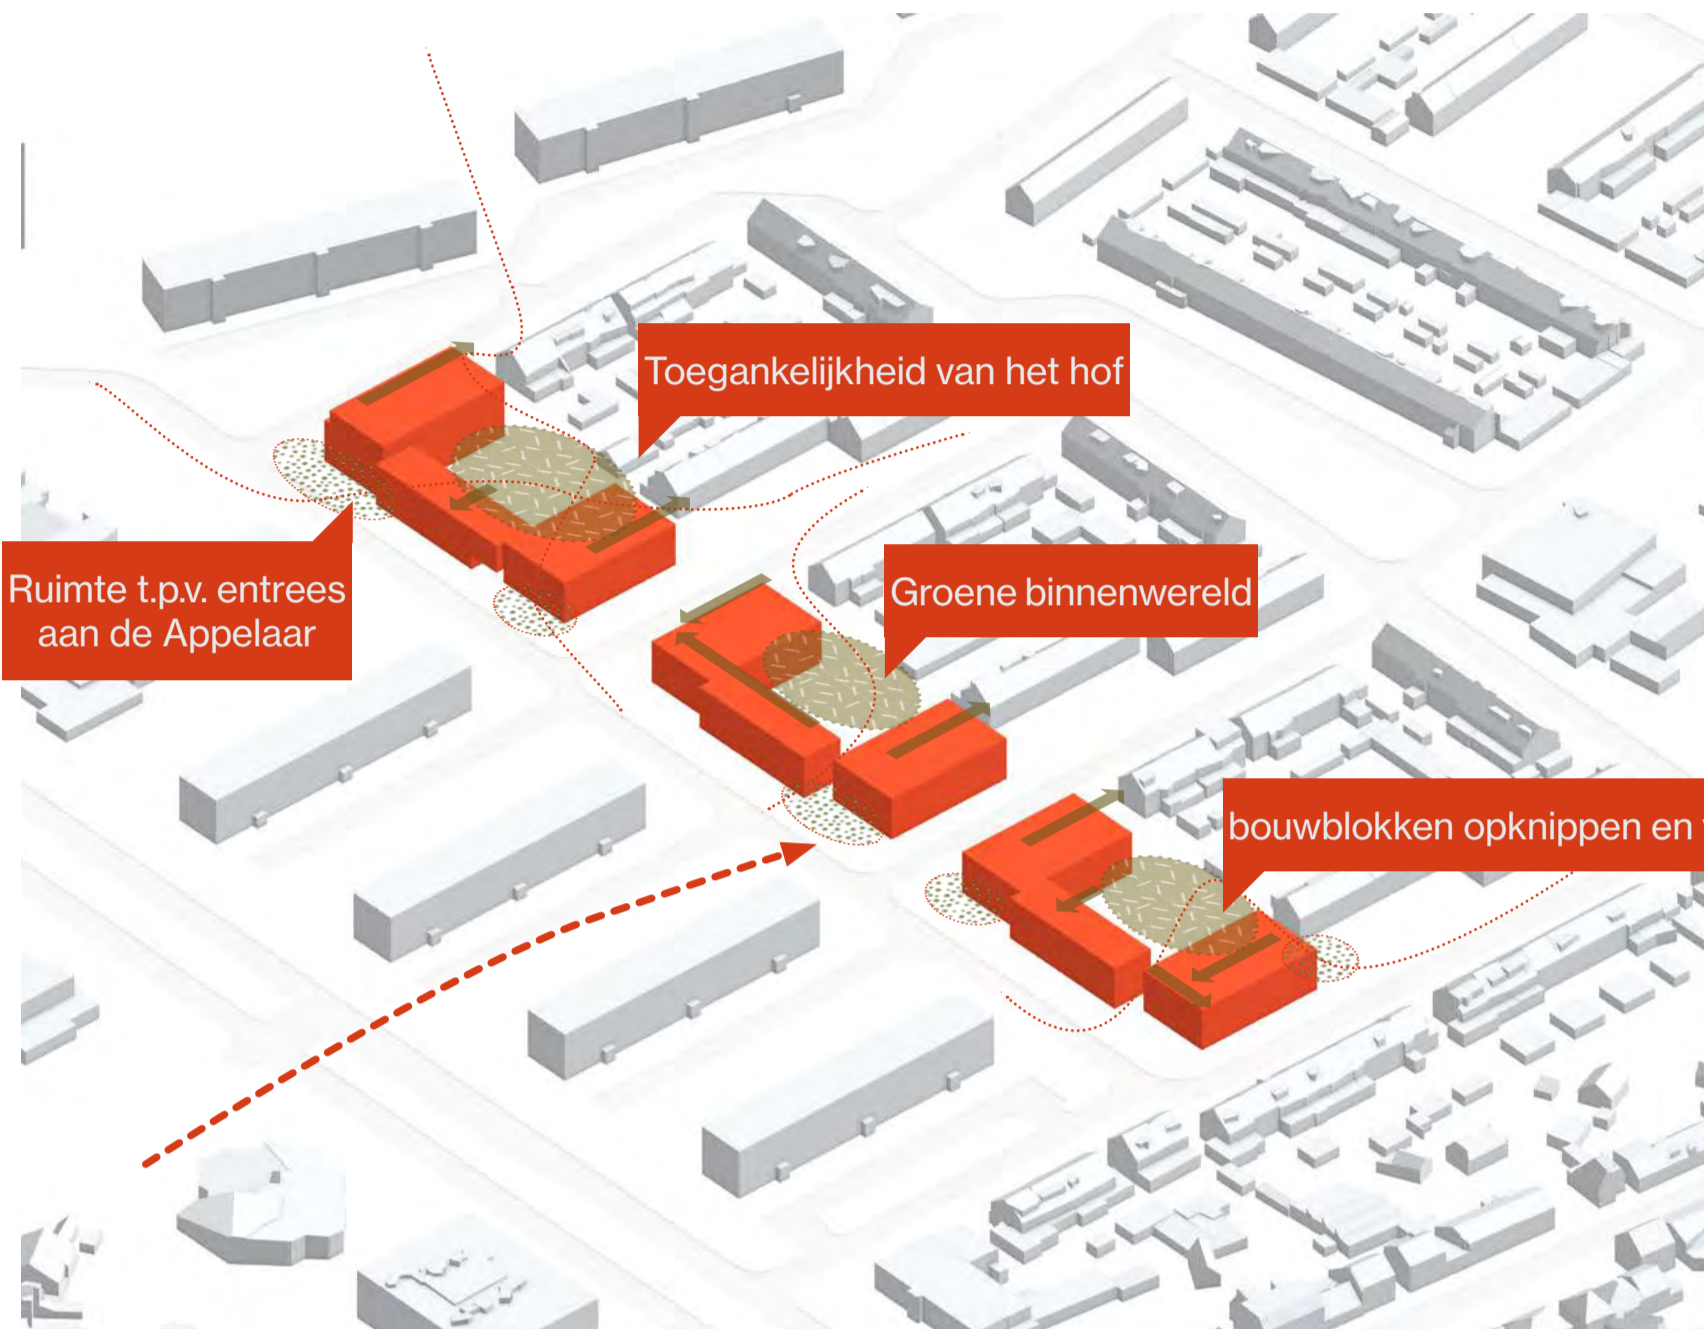 Toegankelijkheid van het hof
Ruimte t.p.v. entrees
aan de Appelaar
Groene binnenwereld
bouwblokken opknippen en